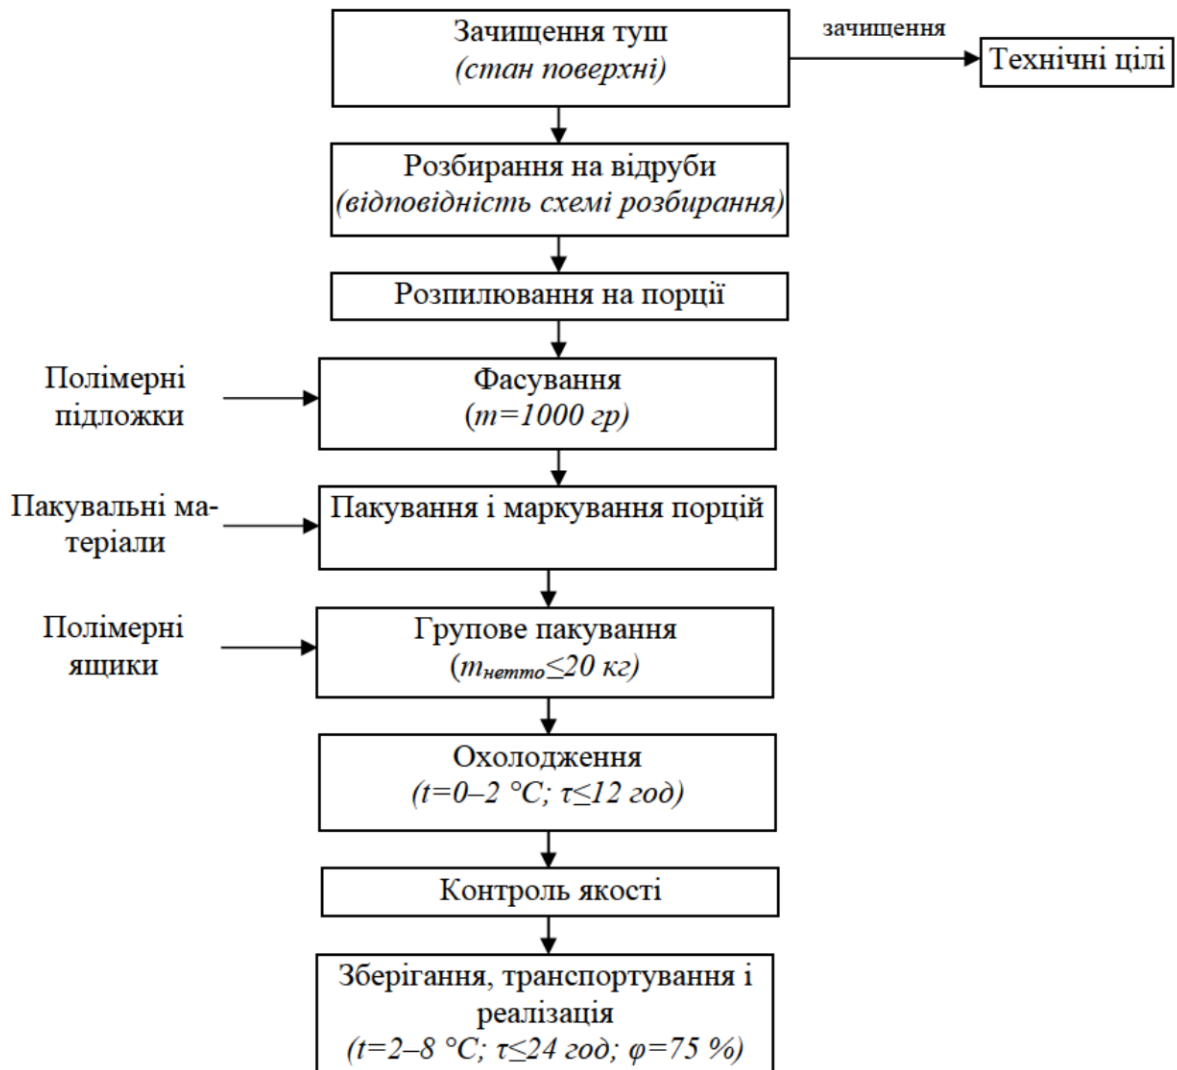 Зачищення туш
(стан поверхні)
зачищення
Технічні цілі
Розбирання на відруби
(відповідність схемі розбирання)
Розпилювання на порції
Полімерні
підложки
Фасування
(m=1000 гр)
Пакувальні ма-
теріали
Пакування і маркування порцій
Полімерні
ящики
Групове пакування
(mнетто≤20 кг)
Охолодження
(t=0–2 °С; τ≤12 год)
Контроль якості
Зберігання, транспортування і
реалізація
(t=2–8 °С; τ≤24 год; φ=75 %)